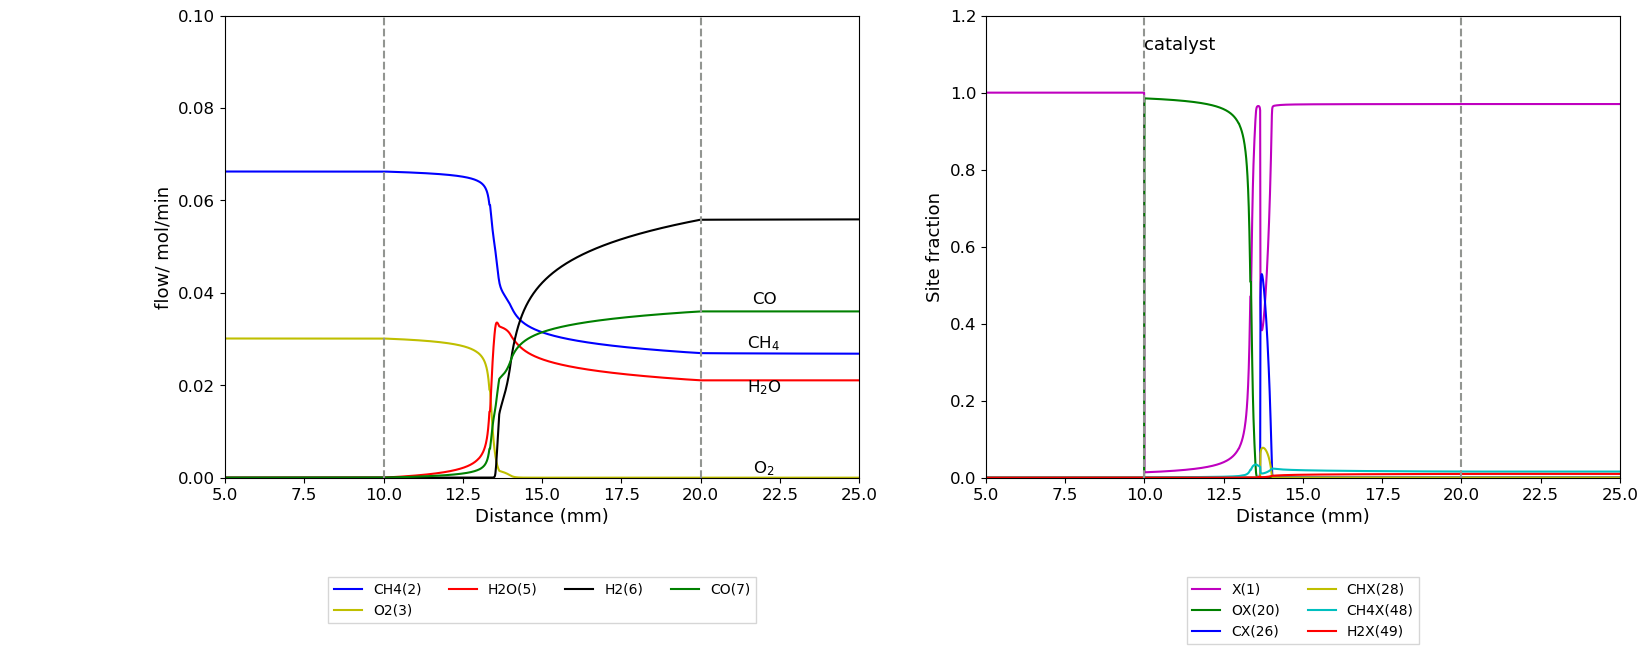 0.10
0.08
0.06
0.04
0.02
0.00
flow/ mol/min
CO
CH₄
H₂O
O₂
5.0 7.5 10.0 12.5 15.0 17.5 20.0 22.5 25.0
Distance (mm)
CH4(2) H2O(5) H2(6) CO(7)
O2(3)
1.2
1.0
0.8
0.6
0.4
0.2
0.0
Site fraction
catalyst
5.0 7.5 10.0 12.5 15.0 17.5 20.0 22.5 25.0
Distance (mm)
X(1) CHX(28)
OX(20) CH4X(48)
CX(26) H2X(49)